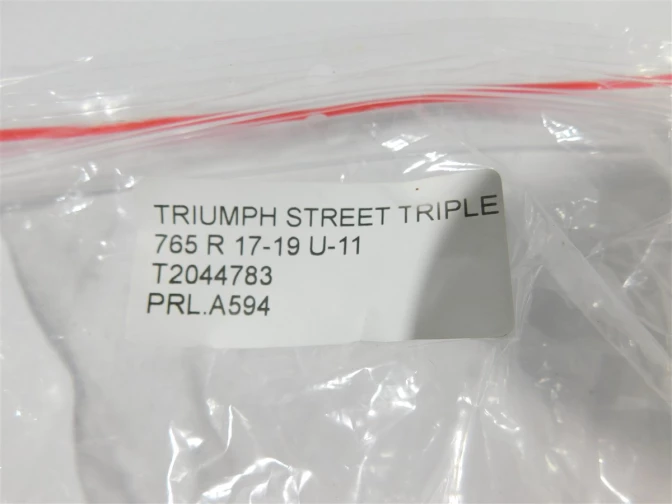 TRIUMPH STREET TRIPLE
765 R 17-19 U-11
T2044783
PRL.A594